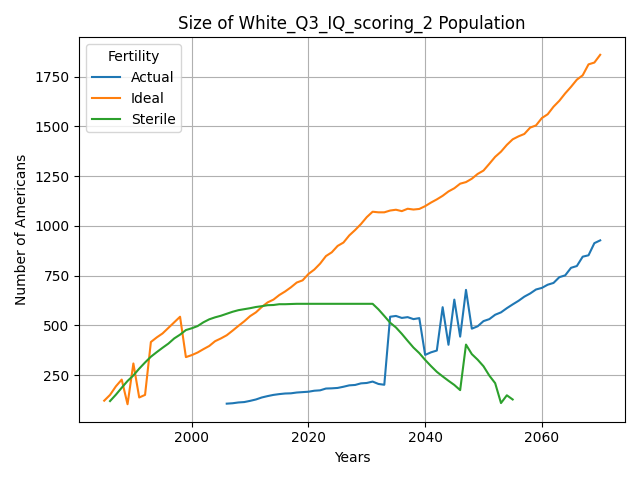 Size of White_Q3_IQ_scoring_2 Population
Fertility
Actual
Ideal
Sterile
Number of Americans
1750
1500
1250
1000
750
500
250
2000
2020
2040
2060
Years